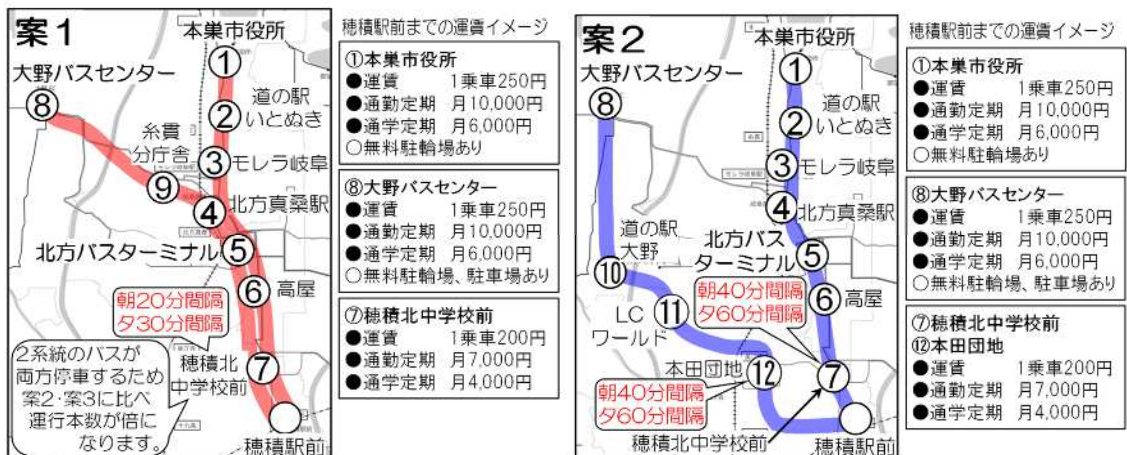 案1
本巣市役所
①
大野バスセンター
⑧
道の駅
②
いとぬき
糸貫
分庁舎
③
モレラ岐阜
⑨
④
北方真桑駅
北方バスターミナル
⑤
⑥
高屋
朝20分間隔
夕30分間隔
2系統のバスが
両方停車するため
案2・案3に比べ
運行本数が倍に
なります。
穂積北
中学校前
⑦
穂積駅前
穂積駅前までの運賃イメージ
①本巣市役所
●運賃 1乗車250円
●通勤定期 月10,000円
●通学定期 月6,000円
○無料駐輪場あり
⑧大野バスセンター
●運賃 1乗車250円
●通勤定期 月10,000円
●通学定期 月6,000円
○無料駐輪場、駐車場あり
⑦穂積北中学校前
●運賃 1乗車200円
●通勤定期 月7,000円
●通学定期 月4,000円
案2
本巣市役所
①
大野バスセンター
⑧
道の駅
②
いとぬき
③
モレラ岐阜
④
北方真桑駅
道の駅
大野
⑩
北方バス
ターミナル
⑤
朝40分間隔
夕60分間隔
⑥
高屋
⑪
LC
ワールド
本田団地
⑫
⑦
朝40分間隔
夕60分間隔
穂積北中学校前
穂積駅前
穂積駅前までの運賃イメージ
①本巣市役所
●運賃 1乗車250円
●通勤定期 月10,000円
●通学定期 月6,000円
○無料駐輪場あり
⑧大野バスセンター
●運賃 1乗車250円
●通勤定期 月10,000円
●通学定期 月6,000円
○無料駐輪場、駐車場あり
⑦穂積北中学校前
⑫本田団地
●運賃 1乗車200円
●通勤定期 月7,000円
●通学定期 月4,000円